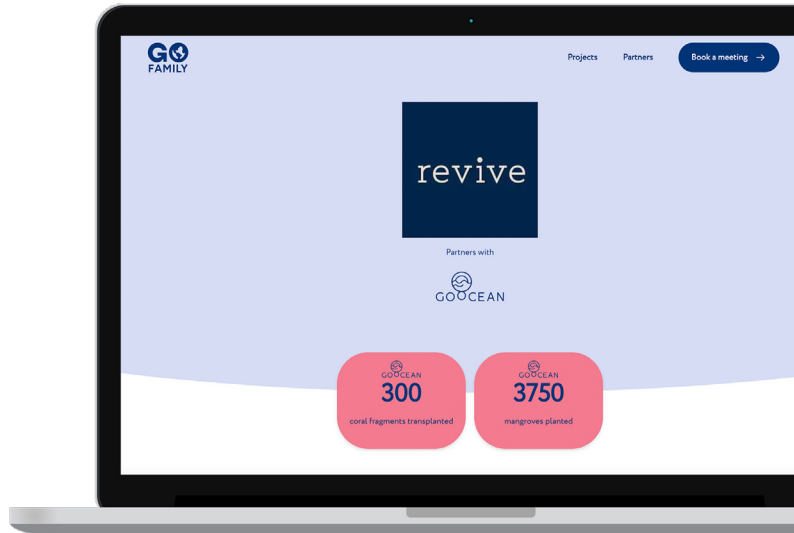 GO
FAMILY
Projects
Partners
Book a meeting →
revive
Partners with
GOOCEAN
GOOCEAN
300
coral fragments transplanted
GOOCEAN
3750
mangroves planted